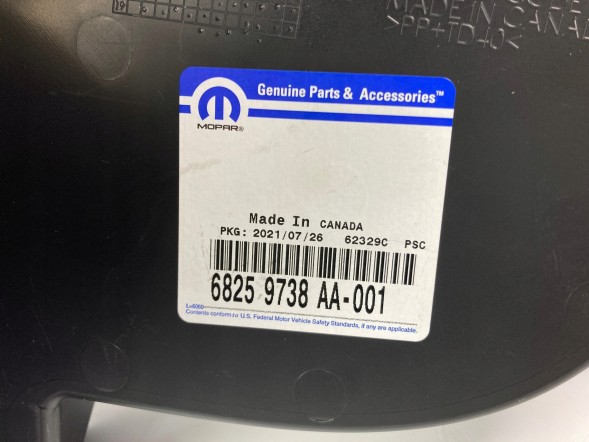 MADE IN CANADA
>PP+TD40<
Genuine Parts & Accessories™
MOPAR®
Made In CANADA
PKG: 2021/07/26 62329C PSC
6825 9738 AA-001
L-6060
Contents conform to U.S. Federal Motor Vehicle Safety Standards, if any are applicable.